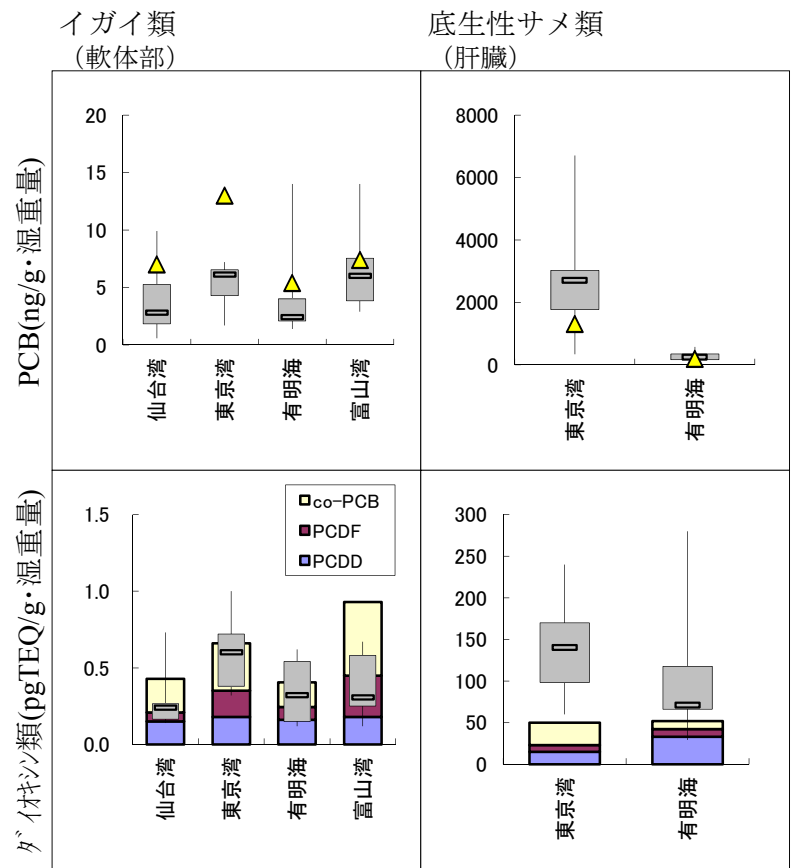 イガイ類
（軟体部）
底生性サメ類
（肝臓）
PCB(ng/g・湿重量)
20
15
10
5
0
仙台湾
東京湾
有明海
富山湾
8000
6000
4000
2000
0
東京湾
有明海
ダイオキシン類(pgTEQ/g・湿重量)
1.5
1.0
0.5
0.0
co-PCB
PCDF
PCDD
仙台湾
東京湾
有明海
富山湾
300
250
200
150
100
50
0
東京湾
有明海